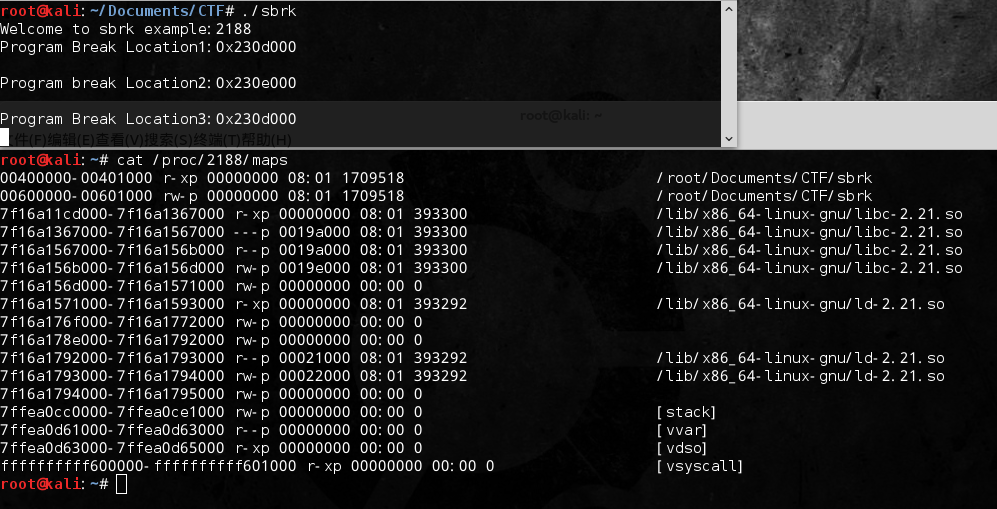 root@kali:~/Documents/CTF# ./sbrk
Welcome to sbrk example:2188
Program Break Location1:0x230d000
Program break Location2:0x230e000
Program Break Location3:0x230d000
root@kali: ~
件(F)编辑(E)查看(V)搜索(S)终端(T)帮助(H)
root@kali:~# cat /proc/2188/maps
00400000-00401000 r-xp 00000000 08:01 1709518 /root/Documents/CTF/sbrk
00600000-00601000 rw-p 00000000 08:01 1709518 /root/Documents/CTF/sbrk
7f16a11cd000-7f16a1367000 r-xp 00000000 08:01 393300 /lib/x86_64-linux-gnu/libc-2.21.so
7f16a1367000-7f16a1567000 ---p 0019a000 08:01 393300 /lib/x86_64-linux-gnu/libc-2.21.so
7f16a1567000-7f16a156b000 r--p 0019a000 08:01 393300 /lib/x86_64-linux-gnu/libc-2.21.so
7f16a156b000-7f16a156d000 rw-p 0019e000 08:01 393300 /lib/x86_64-linux-gnu/libc-2.21.so
7f16a156d000-7f16a1571000 rw-p 00000000 00:00 0
7f16a1571000-7f16a1593000 r-xp 00000000 08:01 393292 /lib/x86_64-linux-gnu/ld-2.21.so
7f16a176f000-7f16a1772000 rw-p 00000000 00:00 0
7f16a178e000-7f16a1792000 rw-p 00000000 00:00 0
7f16a1792000-7f16a1793000 r--p 00021000 08:01 393292 /lib/x86_64-linux-gnu/ld-2.21.so
7f16a1793000-7f16a1794000 rw-p 00022000 08:01 393292 /lib/x86_64-linux-gnu/ld-2.21.so
7f16a1794000-7f16a1795000 rw-p 00000000 00:00 0
7ffea0cc0000-7ffea0ce1000 rw-p 00000000 00:00 0 [stack]
7ffea0d61000-7ffea0d63000 r--p 00000000 00:00 0 [vvar]
7ffea0d63000-7ffea0d65000 r-xp 00000000 00:00 0 [vdso]
ffffffffff600000-ffffffffff601000 r-xp 00000000 00:00 0 [vsyscall]
root@kali:~#